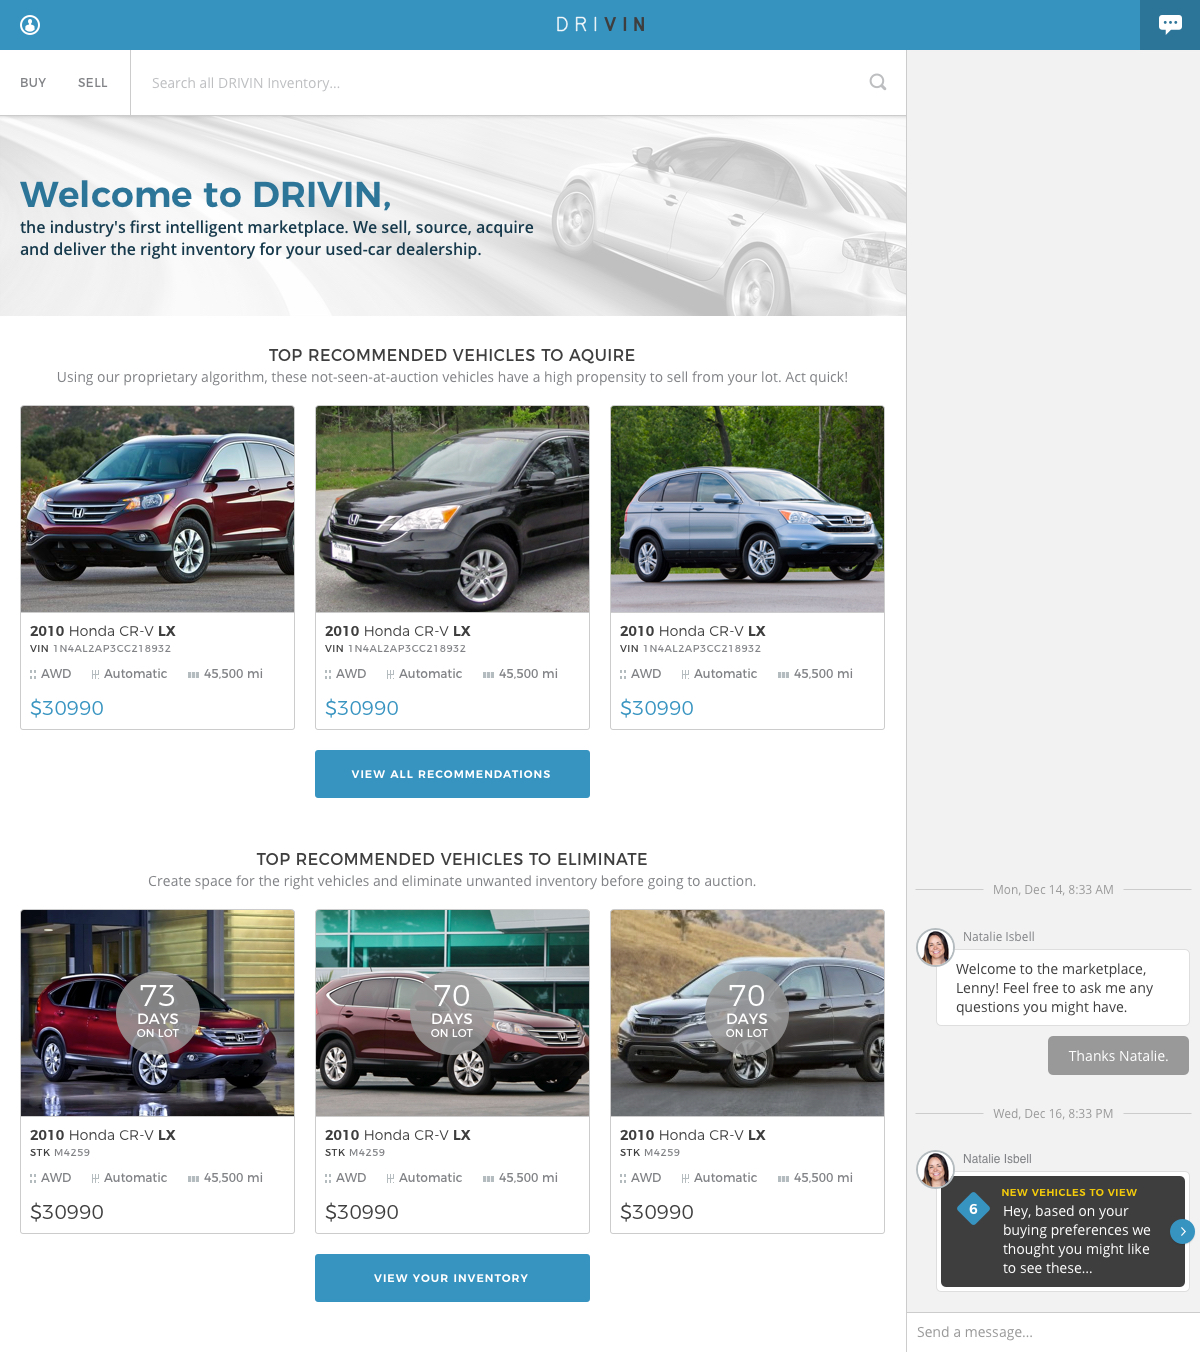 DRIVIN
BUY
SELL
Search all DRIVIN Inventory...
Welcome to DRIVIN,
the industry's first intelligent marketplace. We sell, source, acquire
and deliver the right inventory for your used-car dealership.
TOP RECOMMENDED VEHICLES TO AQUIRE
Using our proprietary algorithm, these not-seen-at-auction vehicles have a high propensity to sell from your lot. Act quick!
2010 Honda CR-V LX
VIN 1N4AL2AP3CC218932
AWD Automatic 45,500 mi
$30990
2010 Honda CR-V LX
VIN 1N4AL2AP3CC218932
AWD Automatic 45,500 mi
$30990
2010 Honda CR-V LX
VIN 1N4AL2AP3CC218932
AWD Automatic 45,500 mi
$30990
VIEW ALL RECOMMENDATIONS
TOP RECOMMENDED VEHICLES TO ELIMINATE
Create space for the right vehicles and eliminate unwanted inventory before going to auction.
73
DAYS
ON LOT
2010 Honda CR-V LX
STK M4259
AWD Automatic 45,500 mi
$30990
70
DAYS
ON LOT
2010 Honda CR-V LX
STK M4259
AWD Automatic 45,500 mi
$30990
70
DAYS
ON LOT
2010 Honda CR-V LX
STK M4259
AWD Automatic 45,500 mi
$30990
VIEW YOUR INVENTORY
Mon, Dec 14, 8:33 AM
Natalie Isbell
Welcome to the marketplace,
Lenny! Feel free to ask me any
questions you might have.
Thanks Natalie.
Wed, Dec 16, 8:33 PM
Natalie Isbell
6
NEW VEHICLES TO VIEW
Hey, based on your
buying preferences we
thought you might like
to see these...
Send a message...